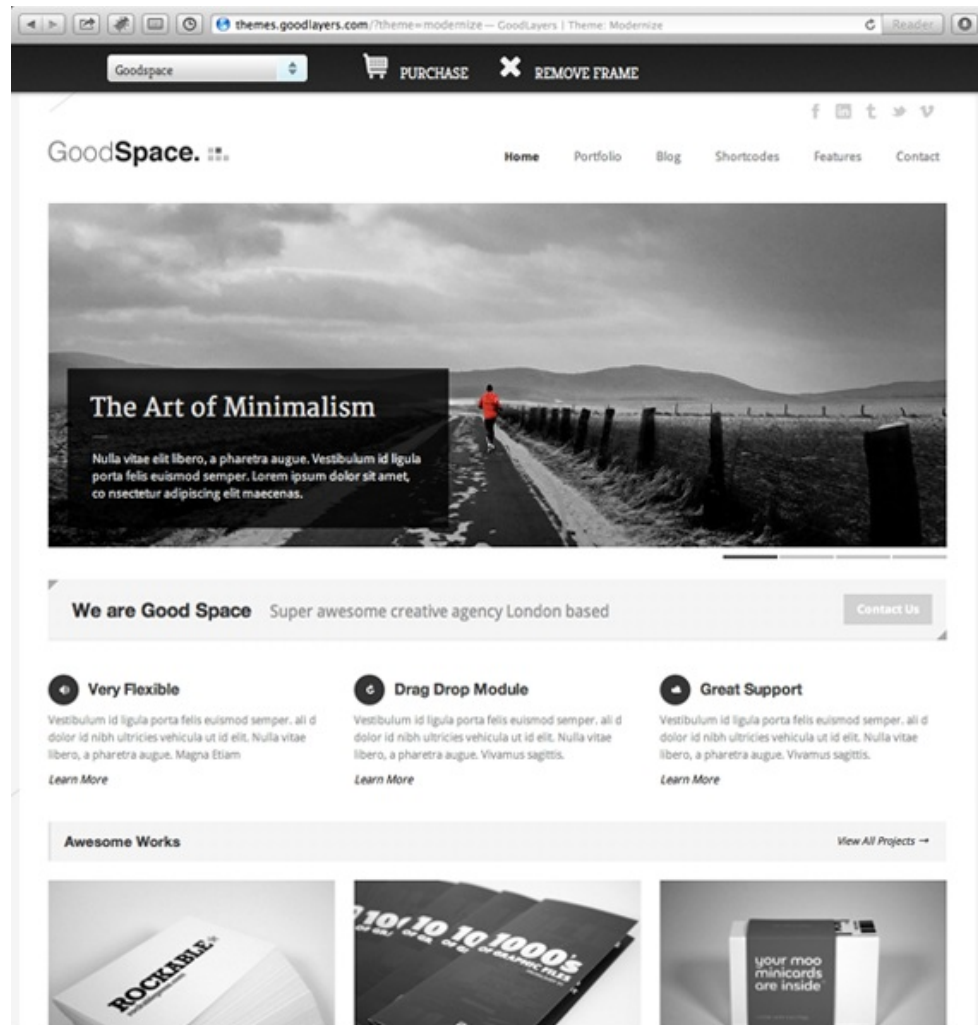 themes.goodlayers.com/?theme=modernize — GoodLayers | Theme: Modernize
Reader
Goodspace
PURCHASE
REMOVE FRAME
GoodSpace.
Home Portfolio Blog Shortcodes Features Contact
The Art of Minimalism
Nulla vitae elit libero, a pharetra augue. Vestibulum id ligula
porta felis euismod semper. Lorem ipsum dolor sit amet,
co nsectetur adipiscing elit maecenas.
We are Good Space Super awesome creative agency London based
Contact Us
Very Flexible
Vestibulum id ligula porta felis euismod semper. ali d
dolor id nibh ultricies vehicula ut id elit. Nulla vitae
libero, a pharetra augue. Magna Etiam
Learn More
Drag Drop Module
Vestibulum id ligula porta felis euismod semper. ali d
dolor id nibh ultricies vehicula ut id elit. Nulla vitae
libero, a pharetra augue. Vivamus sagittis.
Learn More
Great Support
Vestibulum id ligula porta felis euismod semper. ali d
dolor id nibh ultricies vehicula ut id elit. Nulla vitae
libero, a pharetra augue. Vivamus sagittis.
Learn More
Awesome Works
View All Projects →
ROCKABLE
1000's
OF GRAPHIC FILES
your moo
minicards
are inside